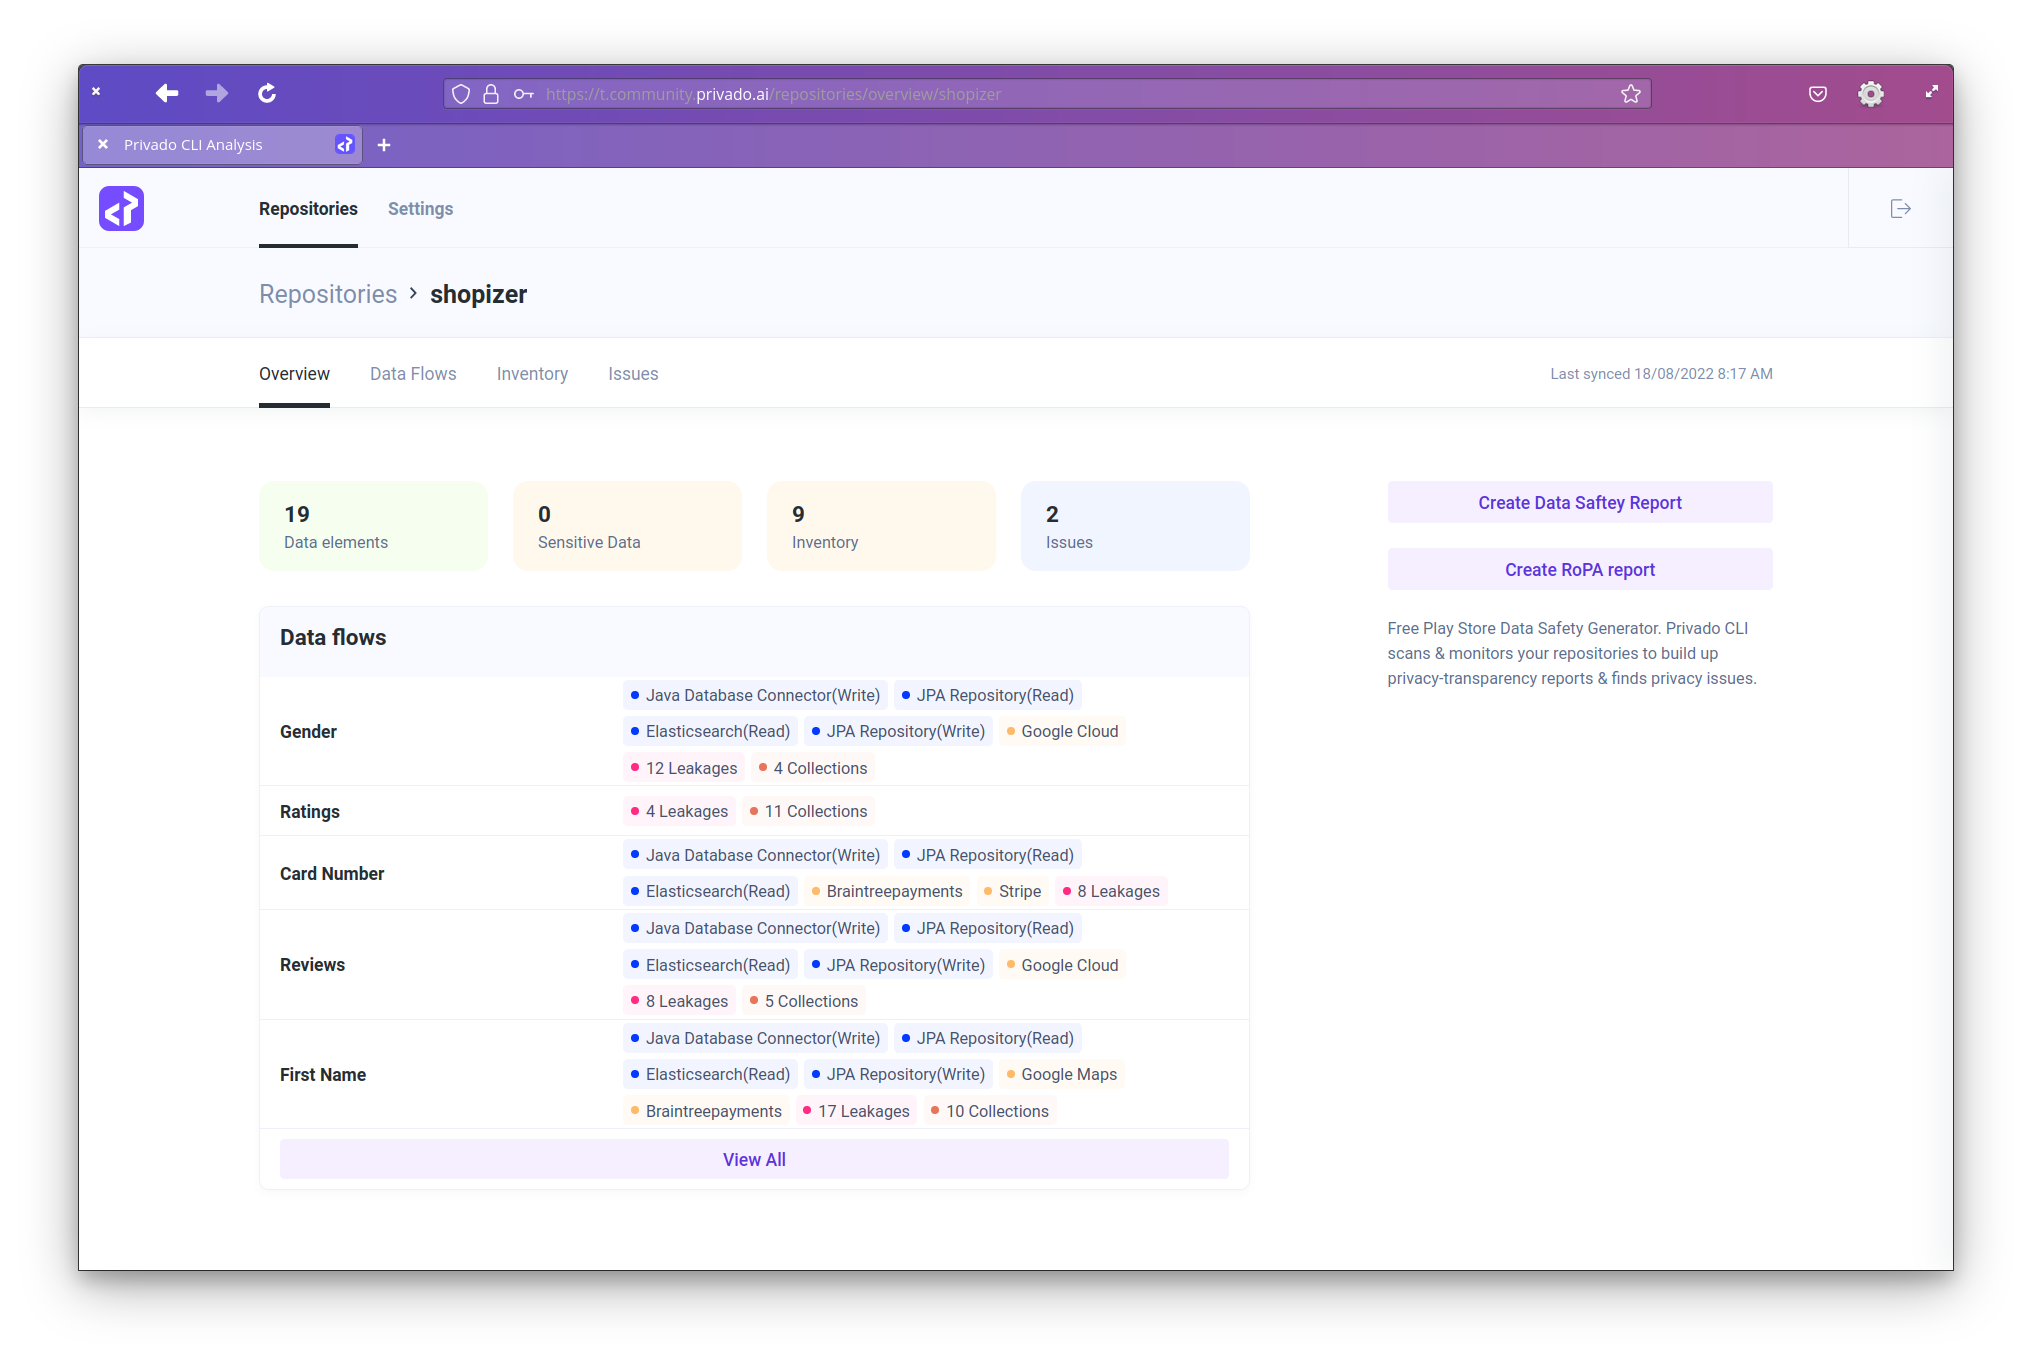 https://t.community.privado.ai/repositories/overview/shopizer
Privado CLI Analysis
Repositories Settings
Repositories > shopizer
Overview Data Flows Inventory Issues Last synced 18/08/2022 8:17 AM
19
Data elements
0
Sensitive Data
9
Inventory
2
Issues
Create Data Saftey Report
Create RoPA report
Free Play Store Data Safety Generator. Privado CLI
scans & monitors your repositories to build up
privacy-transparency reports & finds privacy issues.
Data flows
Gender
Java Database Connector(Write) JPA Repository(Read)
Elasticsearch(Read) JPA Repository(Write) Google Cloud
12 Leakages 4 Collections
Ratings
4 Leakages 11 Collections
Card Number
Java Database Connector(Write) JPA Repository(Read)
Elasticsearch(Read) Braintreepayments Stripe 8 Leakages
Reviews
Java Database Connector(Write) JPA Repository(Read)
Elasticsearch(Read) JPA Repository(Write) Google Cloud
8 Leakages 5 Collections
First Name
Java Database Connector(Write) JPA Repository(Read)
Elasticsearch(Read) JPA Repository(Write) Google Maps
Braintreepayments 17 Leakages 10 Collections
View All